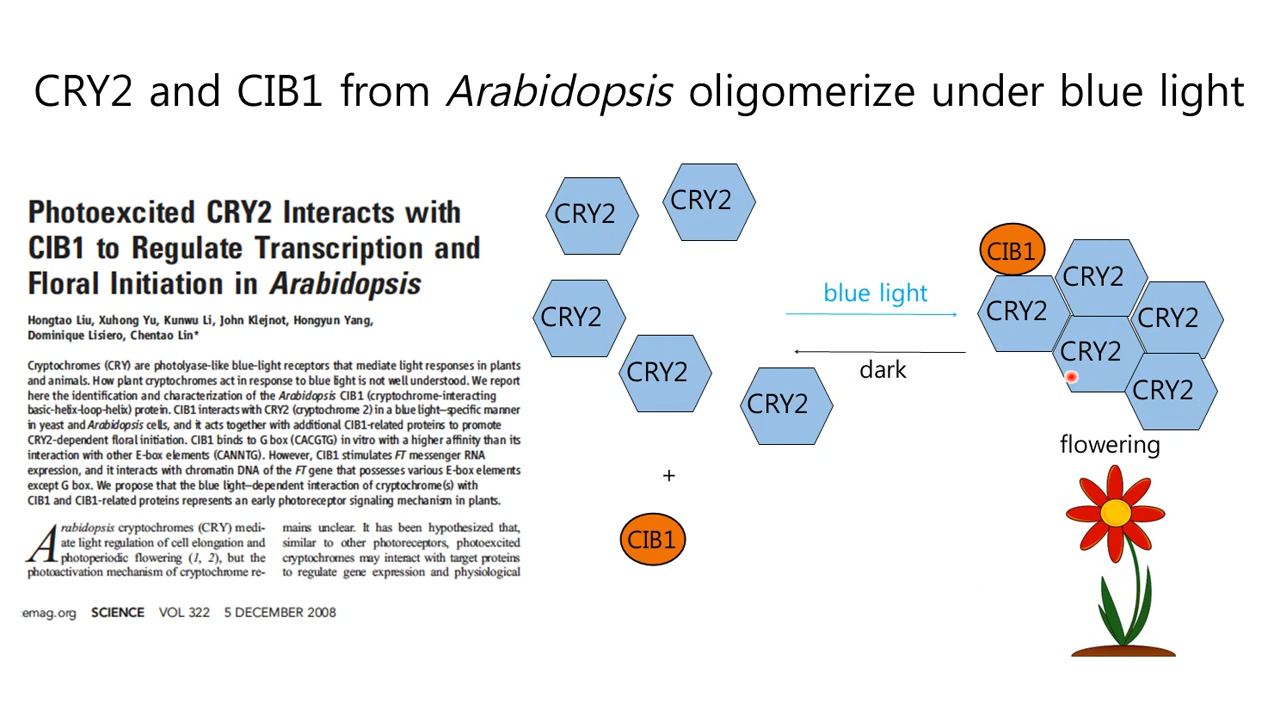 CRY2 and CIB1 from Arabidopsis oligomerize under blue light
Photoexcited CRY2 Interacts with
CIB1 to Regulate Transcription and
Floral Initiation in Arabidopsis
Hongtao Liu, Xuhong Yu, Kunwu Li, John Klejnot, Hongyun Yang,
Dominique Lisiero, Chentao Lin*
Cryptochromes (CRY) are photolyase-like blue-light receptors that mediate light responses in plants
and animals. How plant cryptochromes act in response to blue light is not well understood. We report
here the identification and characterization of the Arabidopsis CIB1 (cryptochrome-interacting
basic-helix-loop-helix) protein. CIB1 interacts with CRY2 (cryptochrome 2) in a blue light–specific manner
in yeast and Arabidopsis cells, and it acts together with additional CIB1-related proteins to promote
CRY2-dependent floral initiation. CIB1 binds to G box (CACGTG) in vitro with a higher affinity than its
interaction with other E-box elements (CANNTG). However, CIB1 stimulates FT messenger RNA
expression, and it interacts with chromatin DNA of the FT gene that possesses various E-box elements
except G box. We propose that the blue light–dependent interaction of cryptochrome(s) with
CIB1 and CIB1-related proteins represents an early photoreceptor signaling mechanism in plants.
Arabidopsis cryptochromes (CRY) medi-
ate light regulation of cell elongation and
photoperiodic flowering (1, 2), but the
photoactivation mechanism of cryptochrome re-
mains unclear. It has been hypothesized that,
similar to other photoreceptors, photoexcited
cryptochromes may interact with target proteins
to regulate gene expression and physiological
emag.org SCIENCE VOL 322 5 DECEMBER 2008
CRY2
CRY2
CRY2
CRY2
CRY2
+
CIB1
blue light
dark
CIB1
CRY2
CRY2
CRY2
CRY2
CRY2
flowering